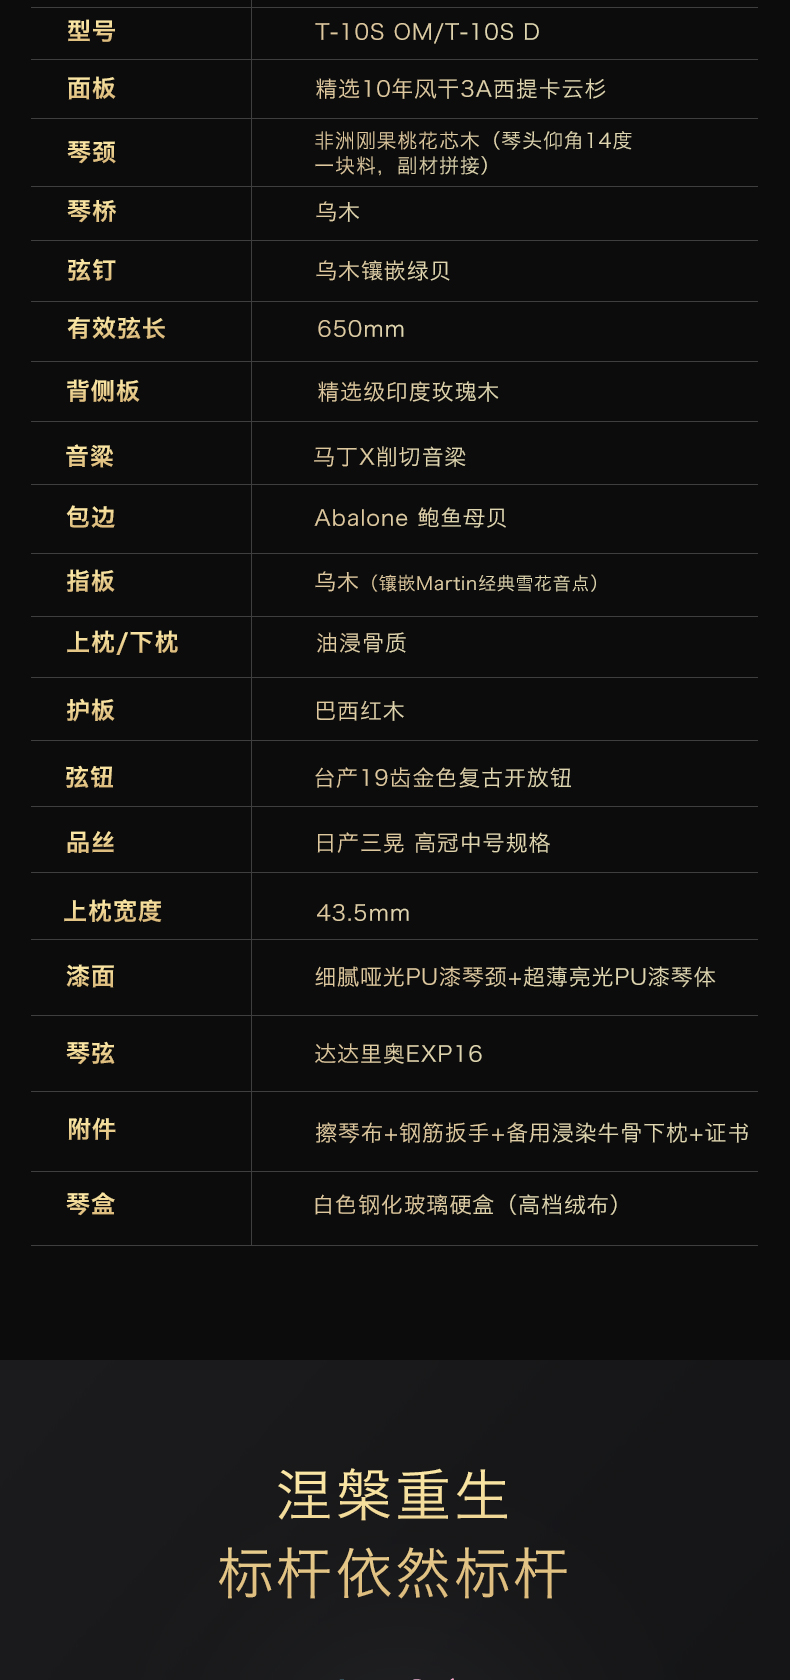 型号 T-10S OM/T-10S D
面板 精选10年风干3A西提卡云杉
琴颈 非洲刚果桃花芯木（琴头仰角14度
一块料，副材拼接）
琴桥 乌木
弦钉 乌木镶嵌绿贝
有效弦长 650mm
背侧板 精选级印度玫瑰木
音梁 马丁X削切音梁
包边 Abalone 鲍鱼母贝
指板 乌木（镶嵌Martin经典雪花音点）
上枕/下枕 油浸骨质
护板 巴西红木
弦钮 台产19齿金色复古开放钮
品丝 日产三晃 高冠中号规格
上枕宽度 43.5mm
漆面 细腻哑光PU漆琴颈+超薄亮光PU漆琴体
琴弦 达达里奥EXP16
附件 擦琴布+钢筋扳手+备用浸染牛骨下枕+证书
琴盒 白色钢化玻璃硬盒（高档绒布）
涅槃重生
标杆依然标杆